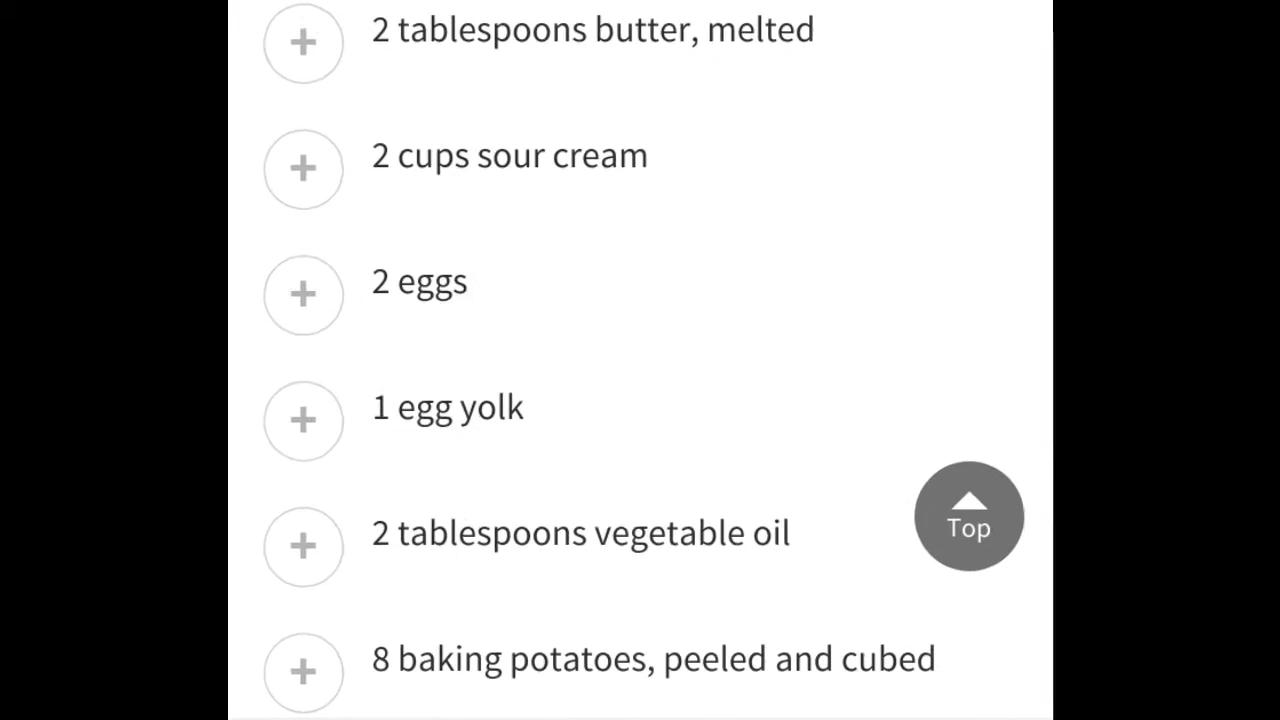 2 tablespoons butter, melted
2 cups sour cream
2 eggs
1 egg yolk
2 tablespoons vegetable oil
Top
8 baking potatoes, peeled and cubed